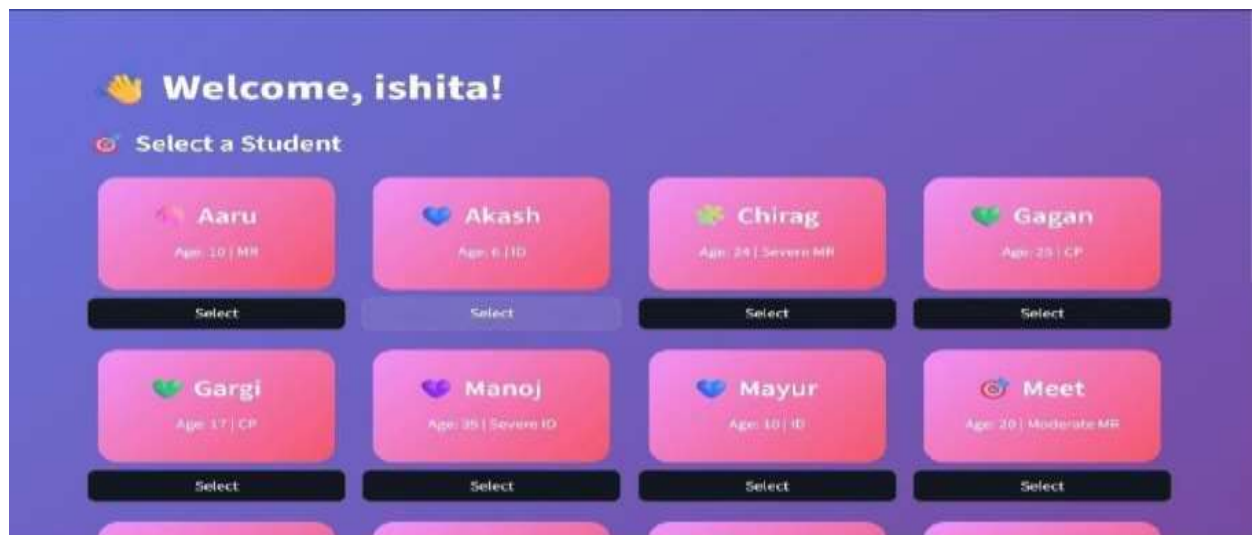 Welcome, ishita!
Select a Student
Aaru
Age: 10 | MR
Select
Akash
Age: 6 | ID
Select
Chirag
Age: 24 | Severe MR
Select
Gagan
Age: 25 | CP
Select
Gargi
Age: 17 | CP
Select
Manoj
Age: 35 | Severe ID
Select
Mayur
Age: 10 | ID
Select
Meet
Age: 20 | Moderate MR
Select